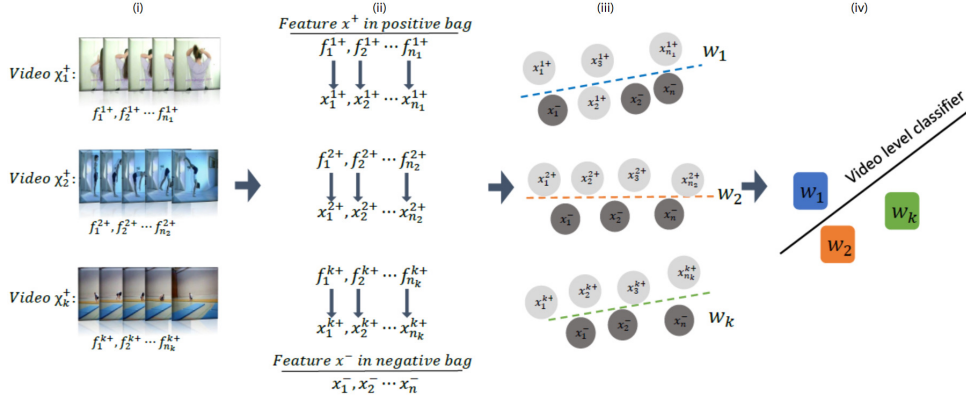 (i)
(ii)
(iii)
(iv)
Video χ₁⁺:
f₁¹⁺, f₂¹⁺ ⋯ fₙ₁¹⁺
Video χ₂⁺:
f₁²⁺, f₂²⁺ ⋯ fₙ₂²⁺
Video χₖ⁺:
f₁ᵏ⁺, f₂ᵏ⁺ ⋯ fₙₖᵏ⁺
Feature x⁺ in positive bag
f₁¹⁺, f₂¹⁺ ⋯ fₙ₁¹⁺
x₁¹⁺, x₂¹⁺ ⋯ xₙ₁¹⁺
f₁²⁺, f₂²⁺ ⋯ fₙ₂²⁺
x₁²⁺, x₂²⁺ ⋯ xₙ₂²⁺
f₁ᵏ⁺, f₂ᵏ⁺ ⋯ fₙₖᵏ⁺
x₁ᵏ⁺, x₂ᵏ⁺ ⋯ xₙₖᵏ⁺
Feature x⁻ in negative bag
x₁⁻, x₂⁻ ⋯ xₙ⁻
x₁¹⁺ x₃¹⁺ xₙ₁¹⁺ w₁
x₁⁻ x₂¹⁺ x₂⁻ xₙ⁻
x₁²⁺ x₂²⁺ x₃²⁺ xₙ₂²⁺
w₂
x₁⁻ x₂⁻ xₙ⁻
x₁ᵏ⁺ x₂ᵏ⁺ x₃ᵏ⁺ xₙₖᵏ⁺
x₁⁻ x₂⁻ xₙ⁻ wₖ
Video level classifier
w₁
w₂
wₖ